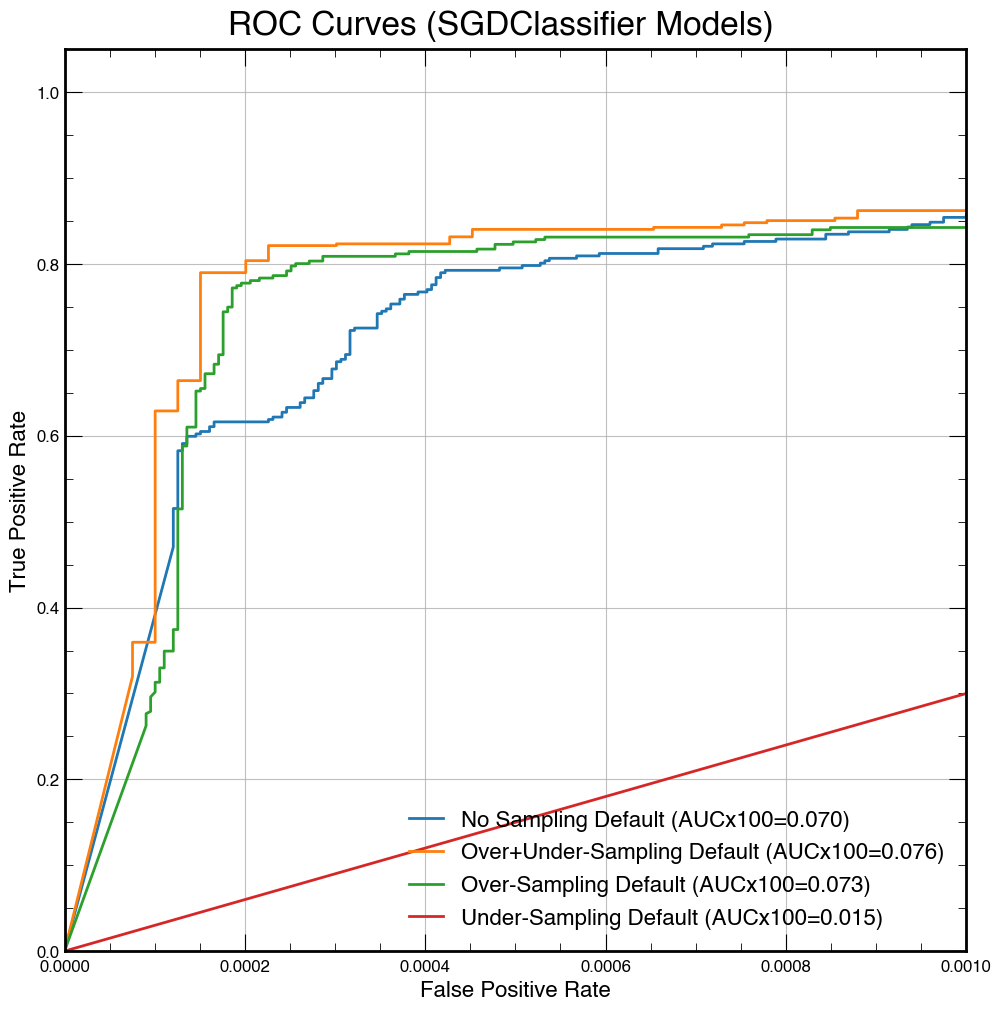 ROC Curves (SGDClassifier Models)
True Positive Rate
1.0
0.8
0.6
0.4
0.2
0.0
No Sampling Default (AUCx100=0.070)
Over+Under-Sampling Default (AUCx100=0.076)
Over-Sampling Default (AUCx100=0.073)
Under-Sampling Default (AUCx100=0.015)
0.0000 0.0002 0.0004 0.0006 0.0008 0.0010
False Positive Rate